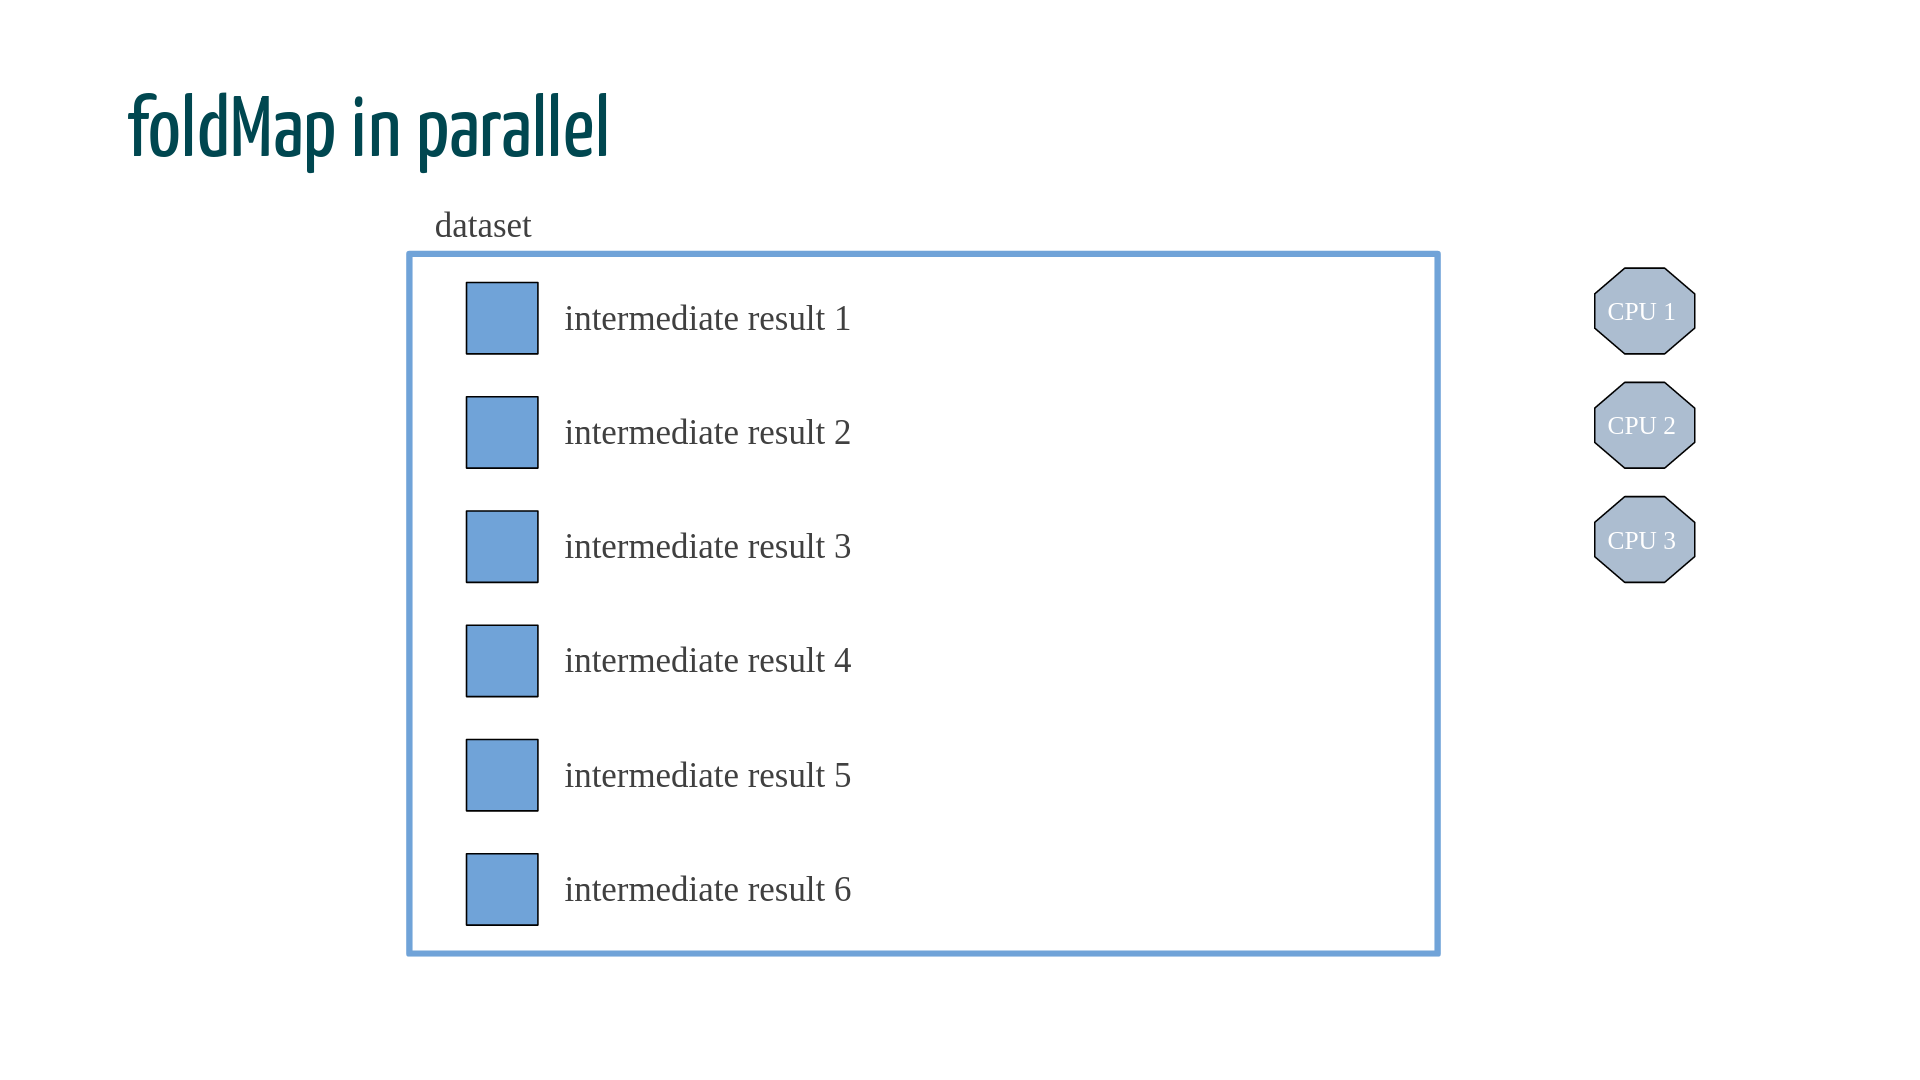 foldMap in parallel
dataset
intermediate result 1
intermediate result 2
intermediate result 3
intermediate result 4
intermediate result 5
intermediate result 6
CPU 1
CPU 2
CPU 3